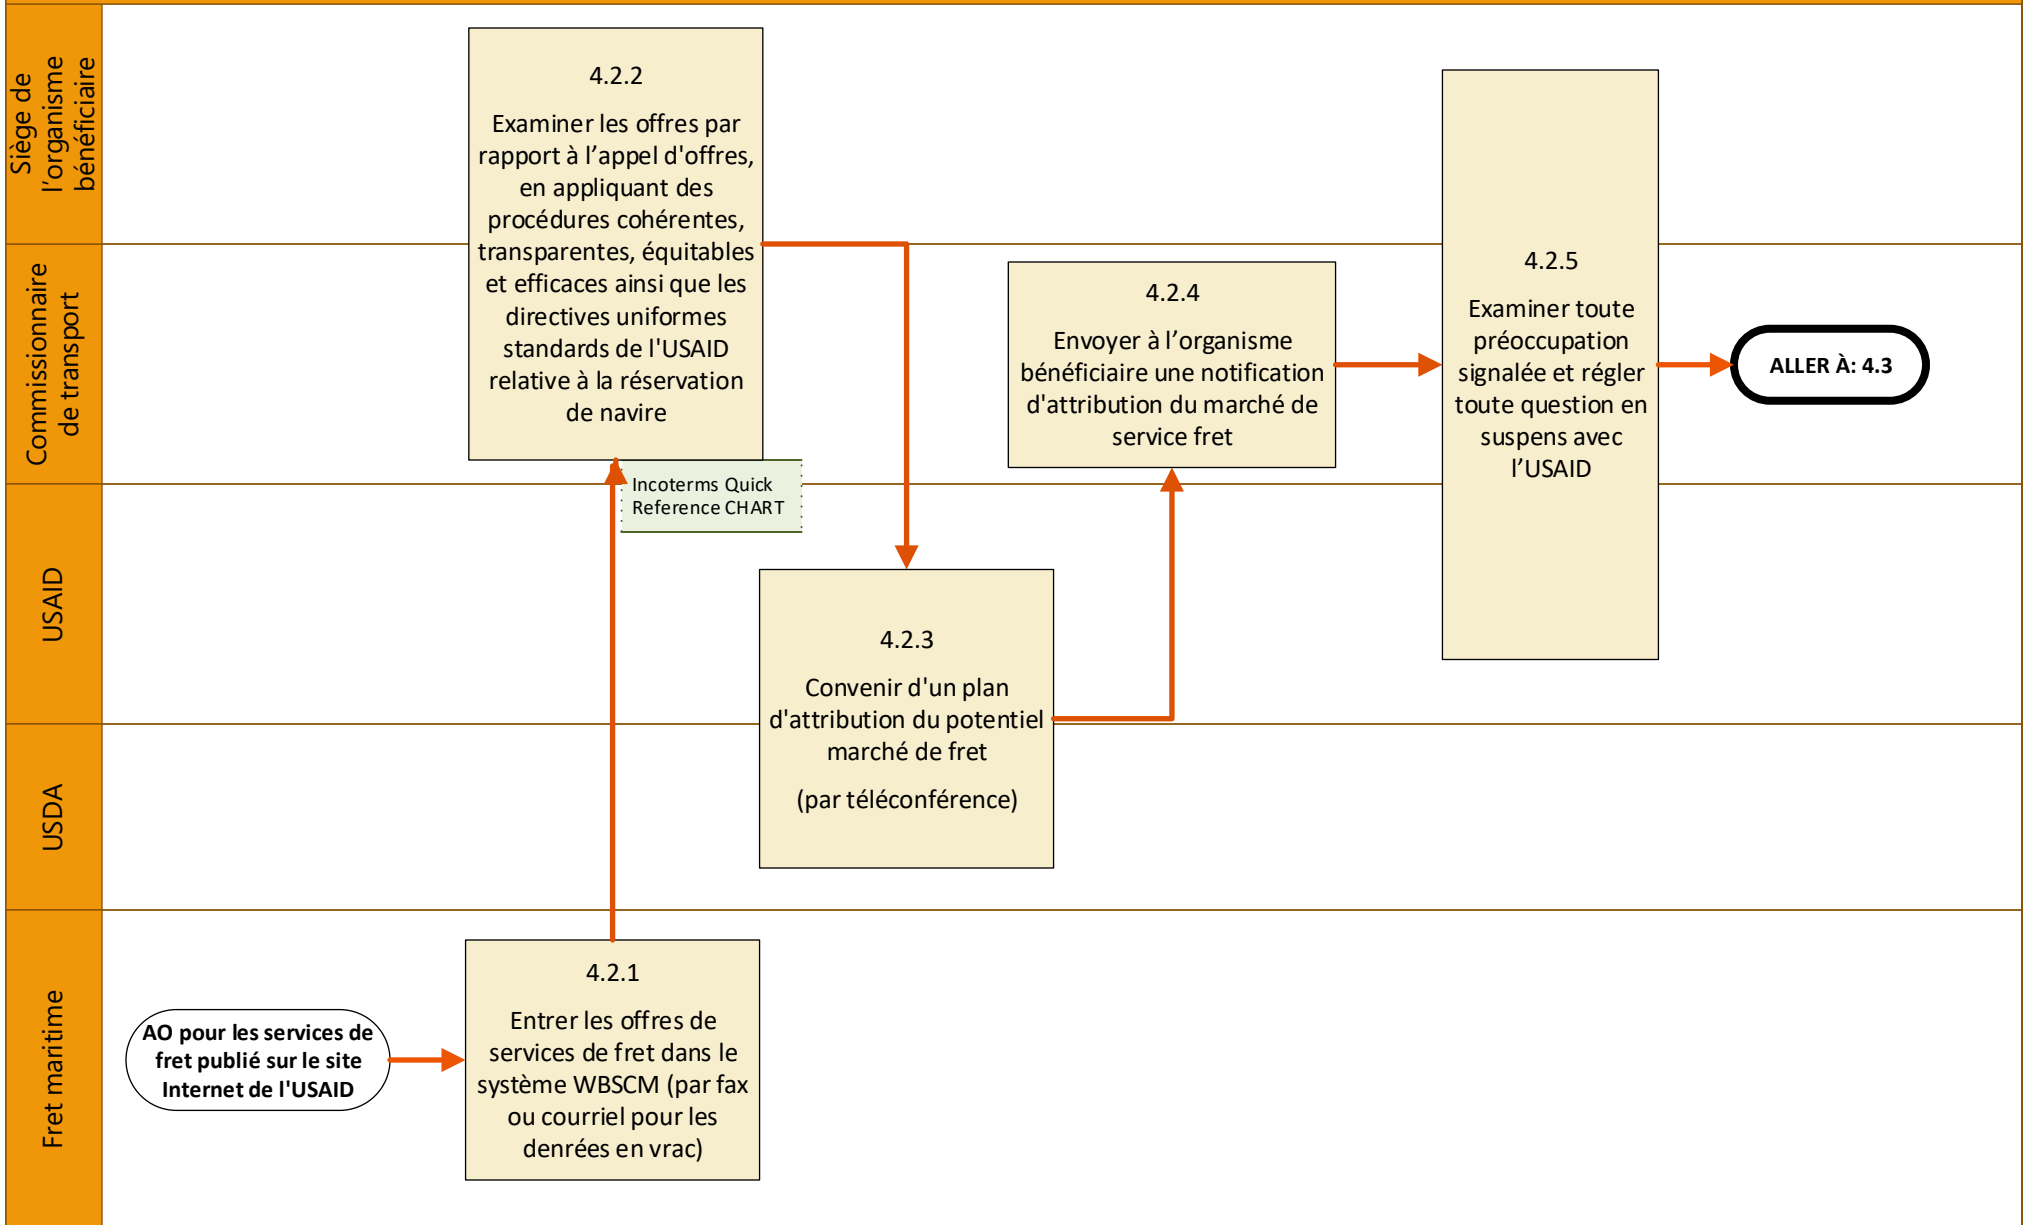 Siège de
l'organisme
bénéficiaire
Commissionnaire
de transport
USAID
USDA
Fret maritime
AO pour les services de
fret publié sur le site
Internet de l'USAID
4.2.1
Entrer les offres de
services de fret dans le
système WBSCM (par fax
ou courriel pour les
denrées en vrac)
4.2.2
Examiner les offres par
rapport à l’appel d'offres,
en appliquant des
procédures cohérentes,
transparentes, équitables
et efficaces ainsi que les
directives uniformes
standards de l'USAID
relative à la réservation
de navire
Incoterms Quick
Reference CHART
4.2.3
Convenir d'un plan
d'attribution du potentiel
marché de fret
(par téléconférence)
4.2.4
Envoyer à l’organisme
bénéficiaire une notification
d'attribution du marché de
service fret
4.2.5
Examiner toute
préoccupation
signalée et régler
toute question en
suspens avec
l’USAID
ALLER À: 4.3